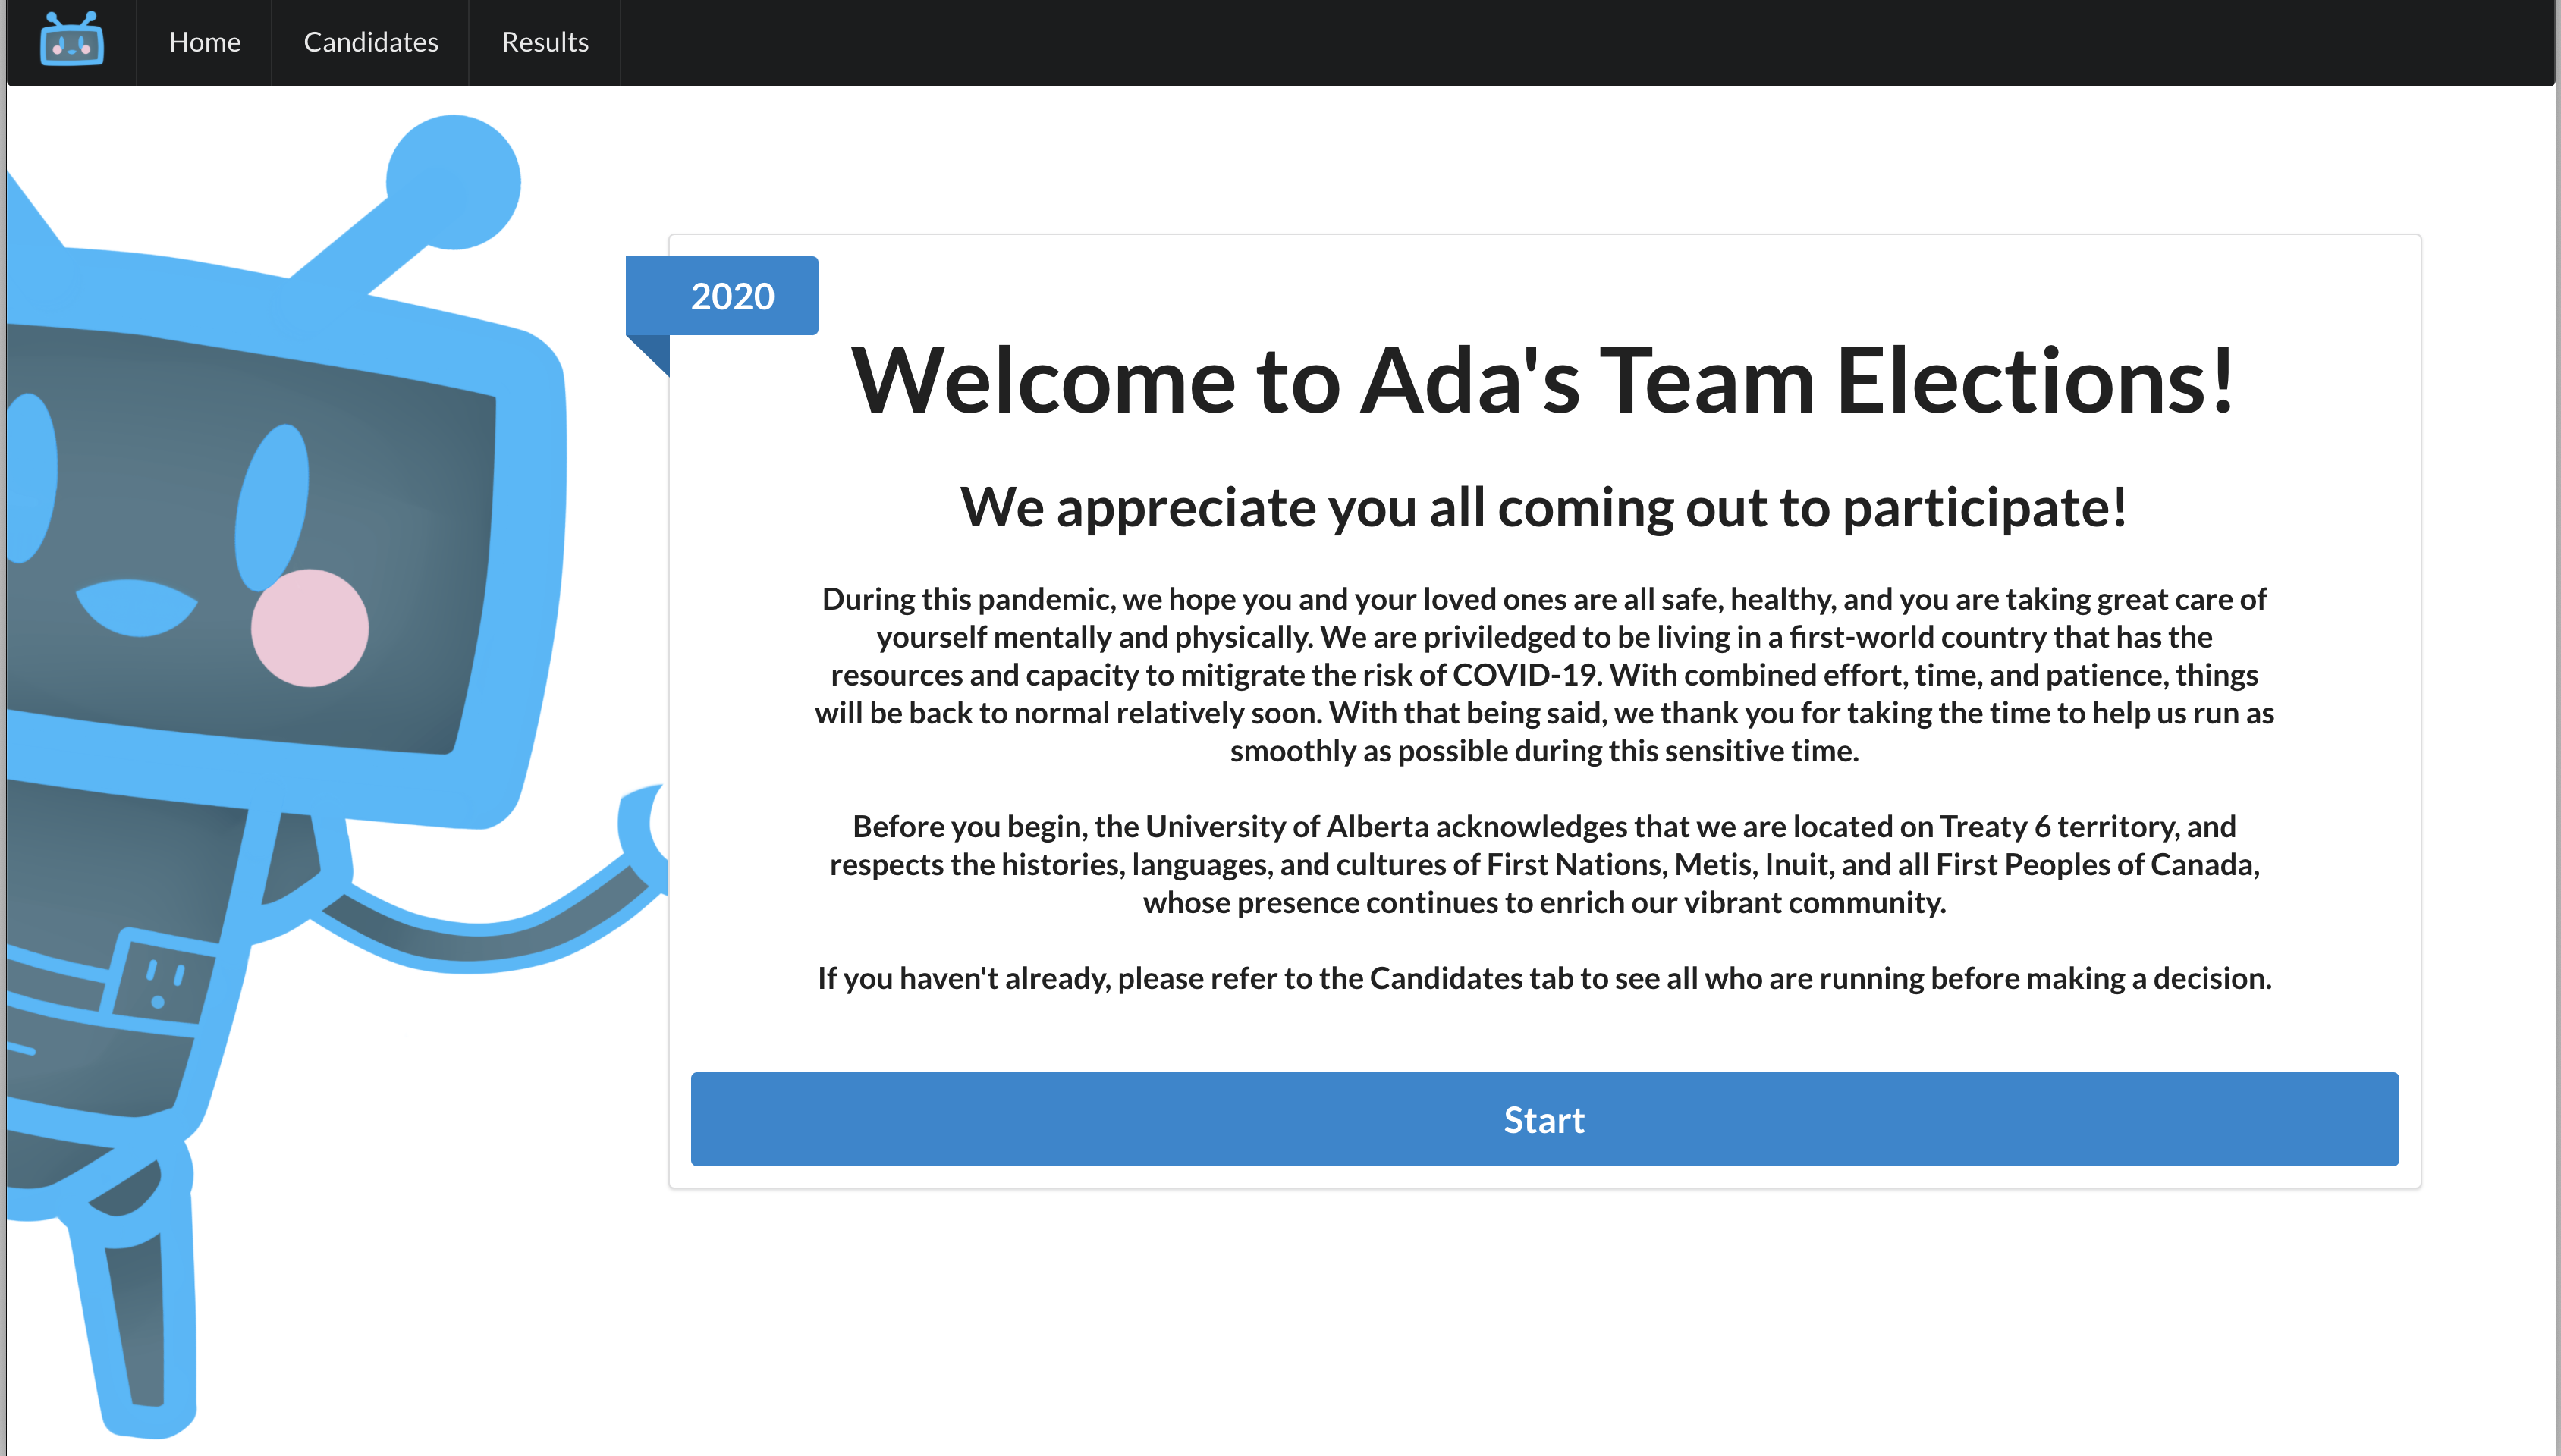 Home
Candidates
Results
2020
Welcome to Ada's Team Elections!
We appreciate you all coming out to participate!
During this pandemic, we hope you and your loved ones are all safe, healthy, and you are taking great care of
yourself mentally and physically. We are priviledged to be living in a first-world country that has the
resources and capacity to mitigrate the risk of COVID-19. With combined effort, time, and patience, things
will be back to normal relatively soon. With that being said, we thank you for taking the time to help us run as
smoothly as possible during this sensitive time.
Before you begin, the University of Alberta acknowledges that we are located on Treaty 6 territory, and
respects the histories, languages, and cultures of First Nations, Metis, Inuit, and all First Peoples of Canada,
whose presence continues to enrich our vibrant community.
If you haven't already, please refer to the Candidates tab to see all who are running before making a decision.
Start